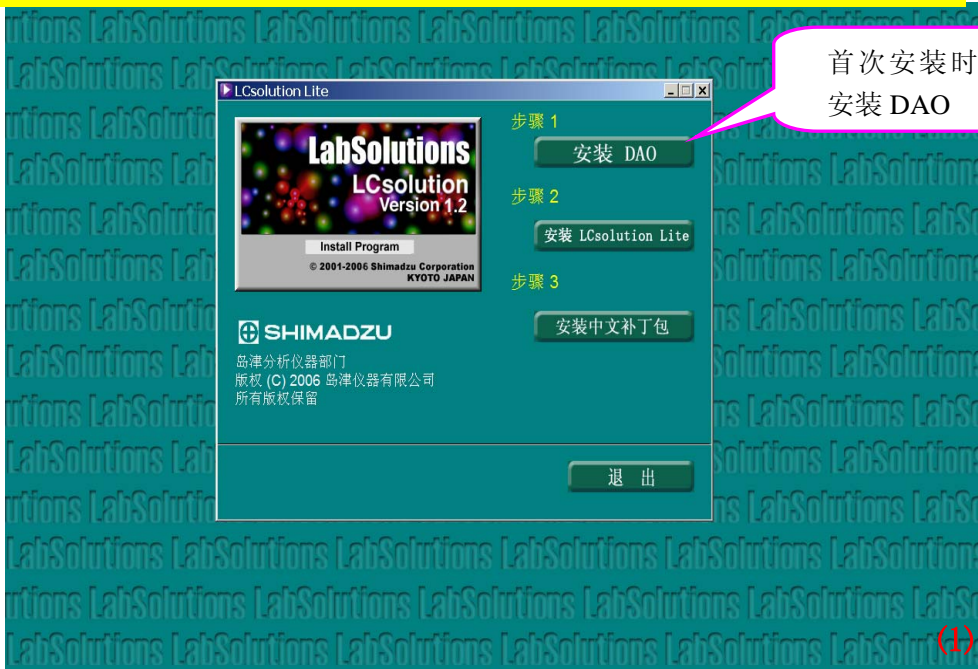 首次安装时
安装 DAO
LCsolution Lite
LabSolutions
LCsolution
Version 1.2
Install Program
© 2001-2006 Shimadzu Corporation
KYOTO JAPAN
步骤 1
安装 DAO
步骤 2
安装 LCsolution Lite
步骤 3
安装中文补丁包
SHIMADZU
岛津分析仪器部门
版权 (C) 2006 岛津仪器有限公司
所有版权保留
退 出
(1)